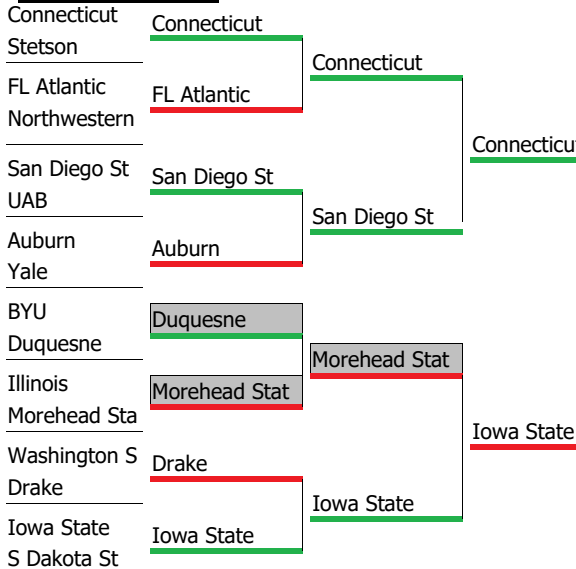 Connecticut
Stetson
FL Atlantic
Northwestern
San Diego St
UAB
Auburn
Yale
BYU
Duquesne
Illinois
Morehead Sta
Washington S
Drake
Iowa State
S Dakota St
Connecticut
FL Atlantic
San Diego St
Auburn
Duquesne
Morehead Stat
Drake
Iowa State
Connecticut
San Diego St
Morehead Stat
Iowa State
Connecticu
Iowa State